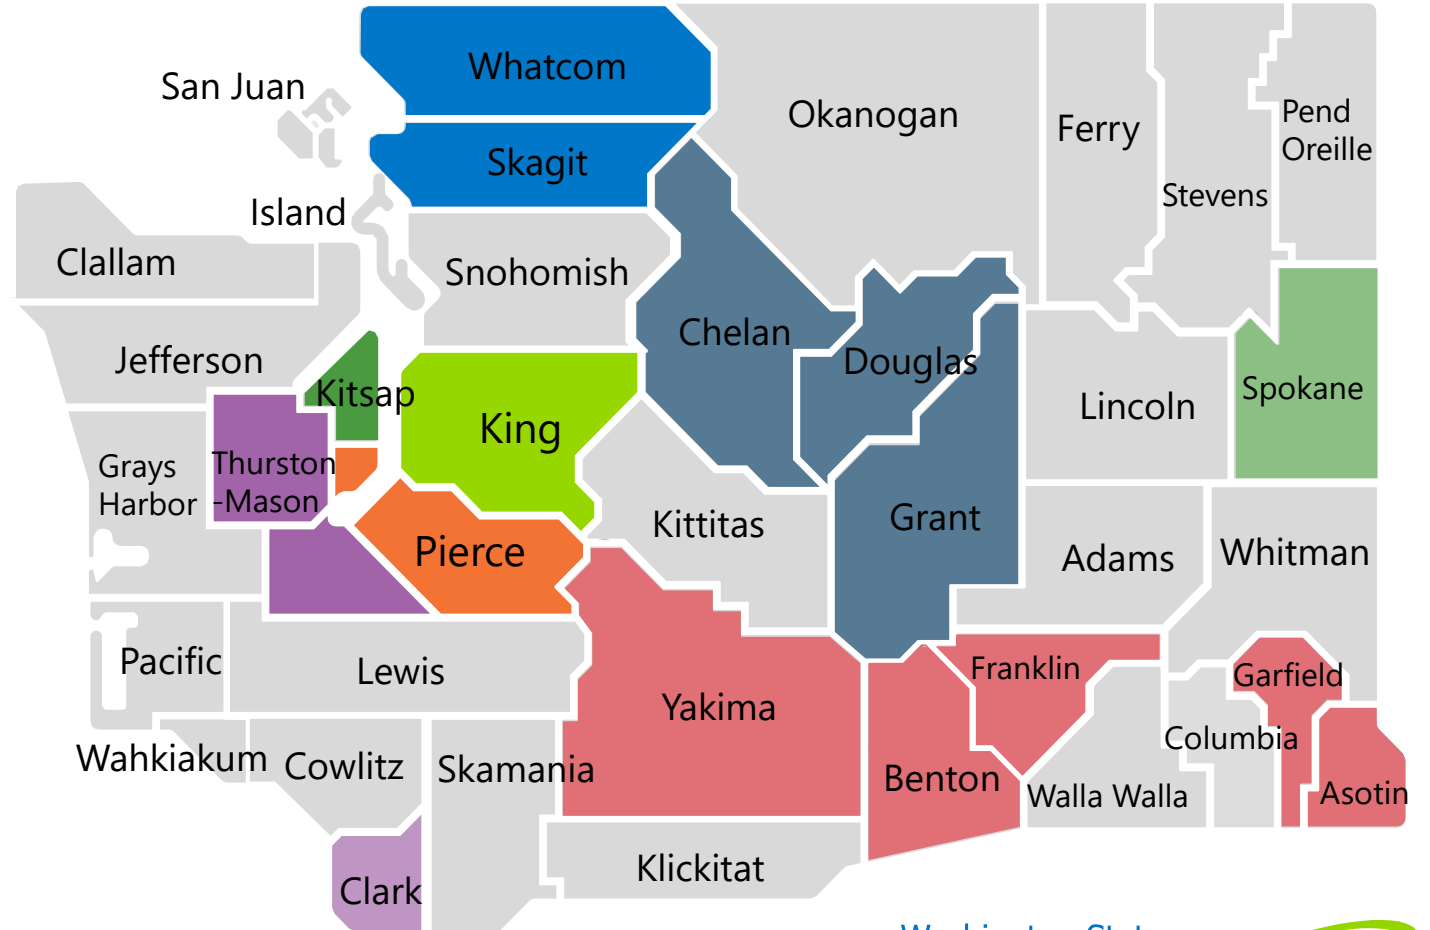 Whatcom
San Juan
Okanogan
Ferry
Pend
Oreille
Skagit
Stevens
Island
Clallam
Snohomish
Chelan
Douglas
Jefferson
Kitsap
King
Lincoln
Spokane
Grays
Harbor
Thurston
-Mason
Kittitas
Grant
Pierce
Adams
Whitman
Pacific
Lewis
Yakima
Franklin
Garfield
Columbia
Wahkiakum
Cowlitz
Skamania
Benton
Walla Walla
Asotin
Klickitat
Clark
Washington State